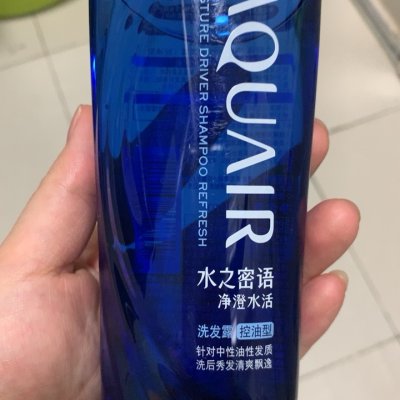 AQUAIR
MOISTURE DRIVER SHAMPOO REFRESH
水之密语
净澄水活
洗发露 控油型
针对中性油性发质
洗后秀发清爽飘逸